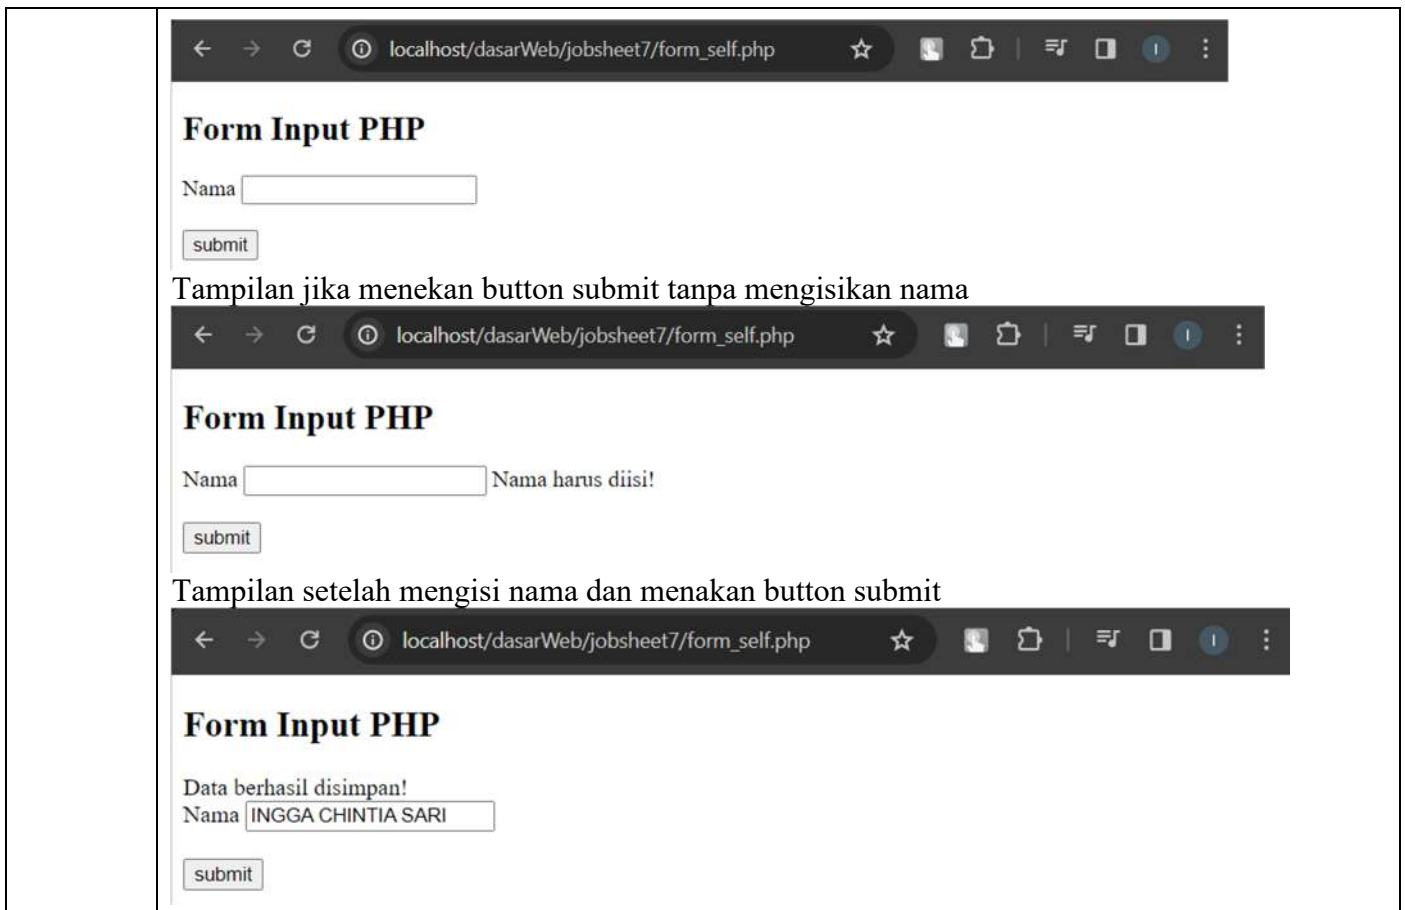 localhost/dasarWeb/jobsheet7/form_self.php
I
Form Input PHP
Nama
submit
Tampilan jika menekan button submit tanpa mengisikan nama
localhost/dasarWeb/jobsheet7/form_self.php
I
Form Input PHP
Nama Nama harus diisi!
submit
Tampilan setelah mengisi nama dan menakan button submit
localhost/dasarWeb/jobsheet7/form_self.php
I
Form Input PHP
Data berhasil disimpan!
Nama INGGA CHINTIA SARI
submit